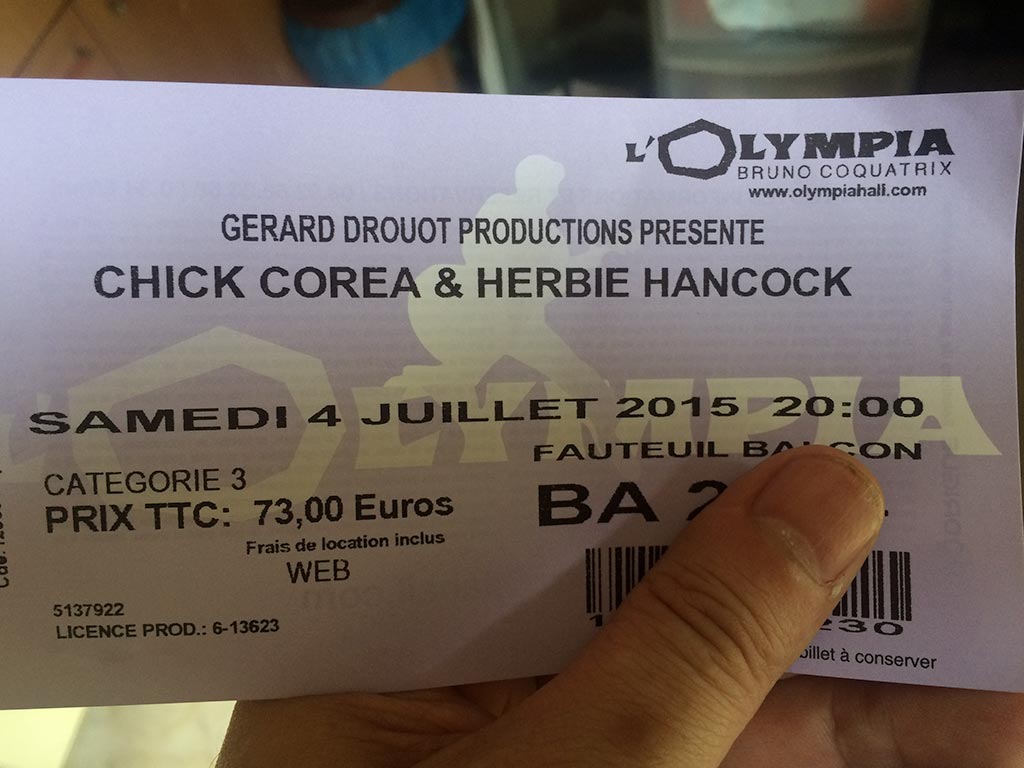 L'OLYMPIA
BRUNO COQUATRIX
www.olympiahall.com
GERARD DROUOT PRODUCTIONS PRESENTE
CHICK COREA & HERBIE HANCOCK
L'OLYMPIA
SAMEDI 4 JUILLET 2015 20:00
FAUTEUIL BALCON
CATEGORIE 3
BA
PRIX TTC: 73,00 Euros
Frais de location inclus
WEB
5137922
LICENCE PROD.: 6-13623
230
billet à conserver